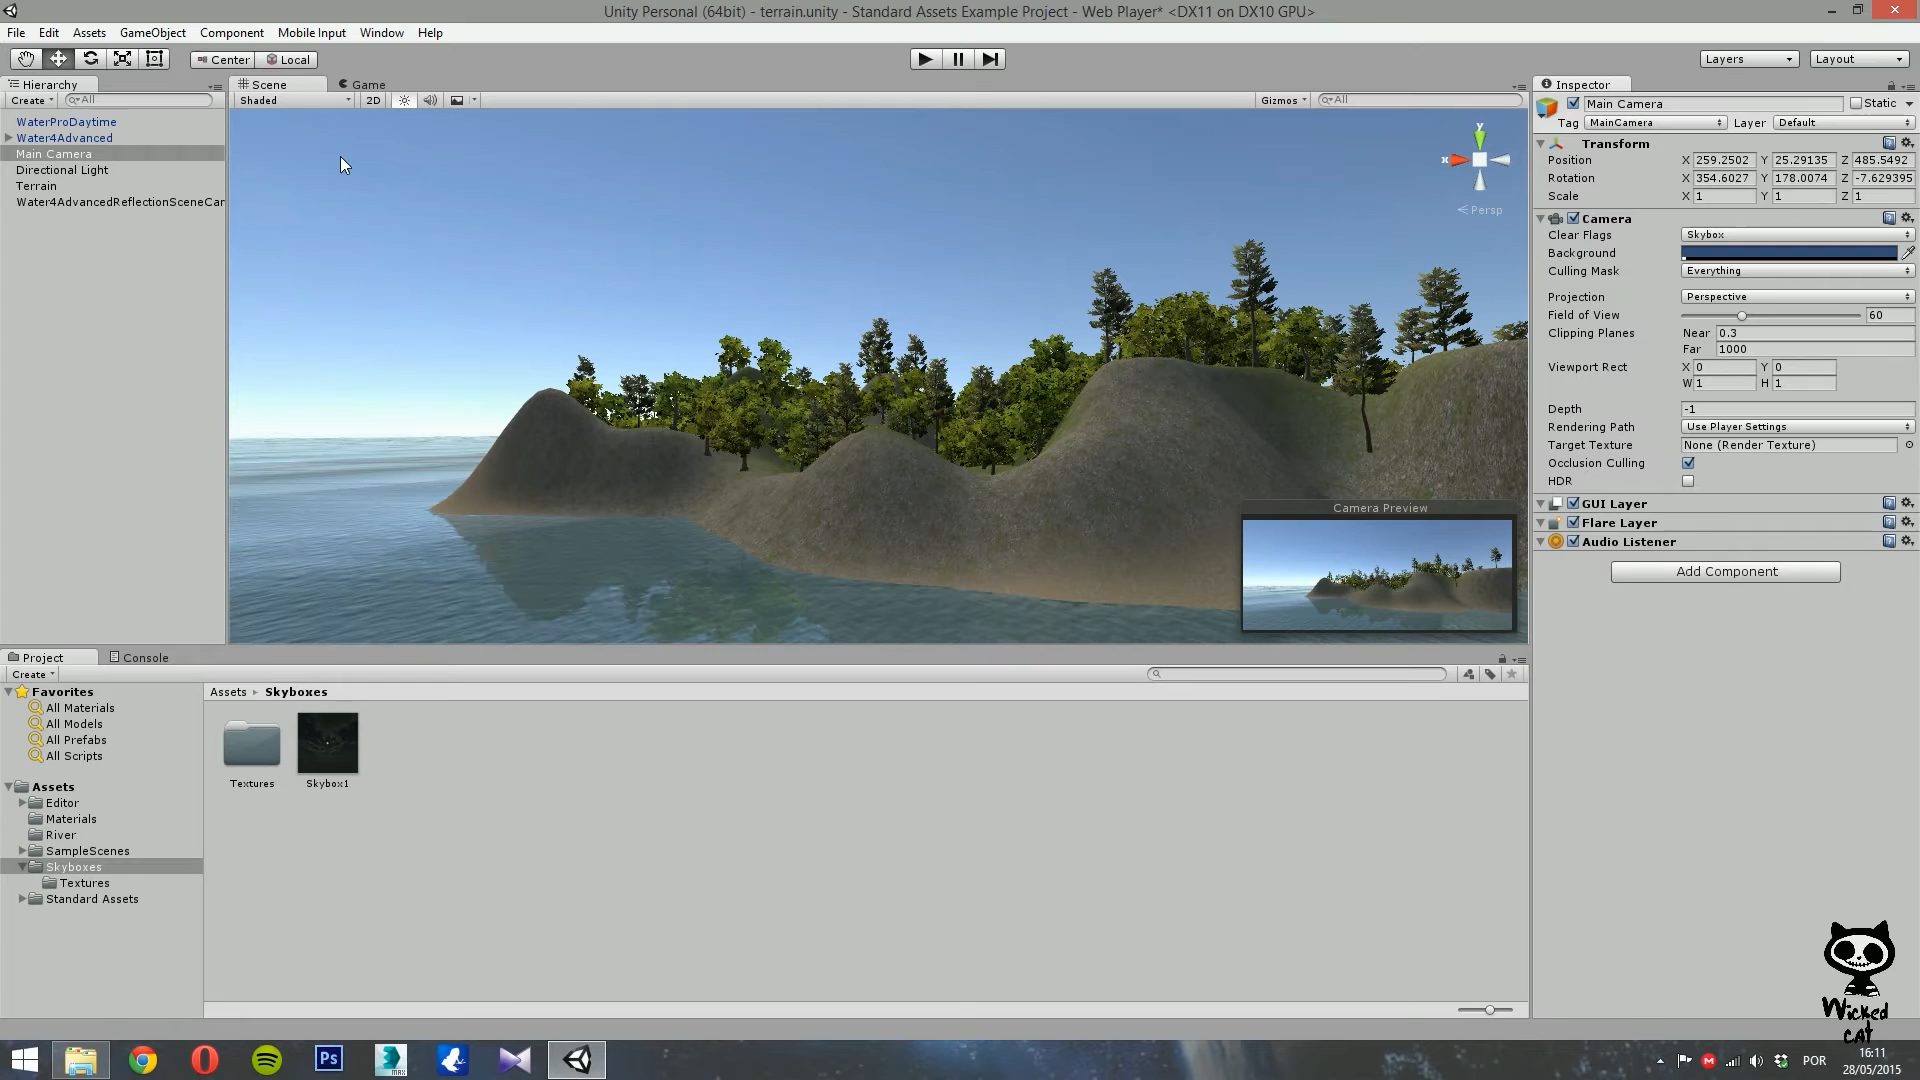 Unity Personal (64bit) - terrain.unity - Standard Assets Example Project - Web Player* <DX11 on DX10 GPU>
File Edit Assets GameObject Component Mobile Input Window Help
Center Local Layers Layout
Hierarchy
Create All
WaterProDaytime
Water4Advanced
Main Camera
Directional Light
Terrain
Water4AdvancedReflectionSceneCar
Scene Game
Shaded 2D Gizmos All
y
x
Persp
Camera Preview
Inspector
Main Camera Static
Tag MainCamera Layer Default
Transform
Position X 259.2502 Y 25.29135 Z 485.5492
Rotation X 354.6027 Y 178.0074 Z -7.629395
Scale X 1 Y 1 Z 1
Camera
Clear Flags Skybox
Background
Culling Mask Everything
Projection Perspective
Field of View 60
Clipping Planes Near 0.3
Far 1000
Viewport Rect X 0 Y 0
W 1 H 1
Depth -1
Rendering Path Use Player Settings
Target Texture None (Render Texture)
Occlusion Culling
HDR
GUI Layer
Flare Layer
Audio Listener
Add Component
Project Console
Create
Favorites
All Materials
All Models
All Prefabs
All Scripts
Assets
Editor
Materials
River
SampleScenes
Skyboxes
Textures
Standard Assets
Assets Skyboxes
Textures Skybox1
Wicked
cat
Ps
MAX
POR
16:11
28/05/2015